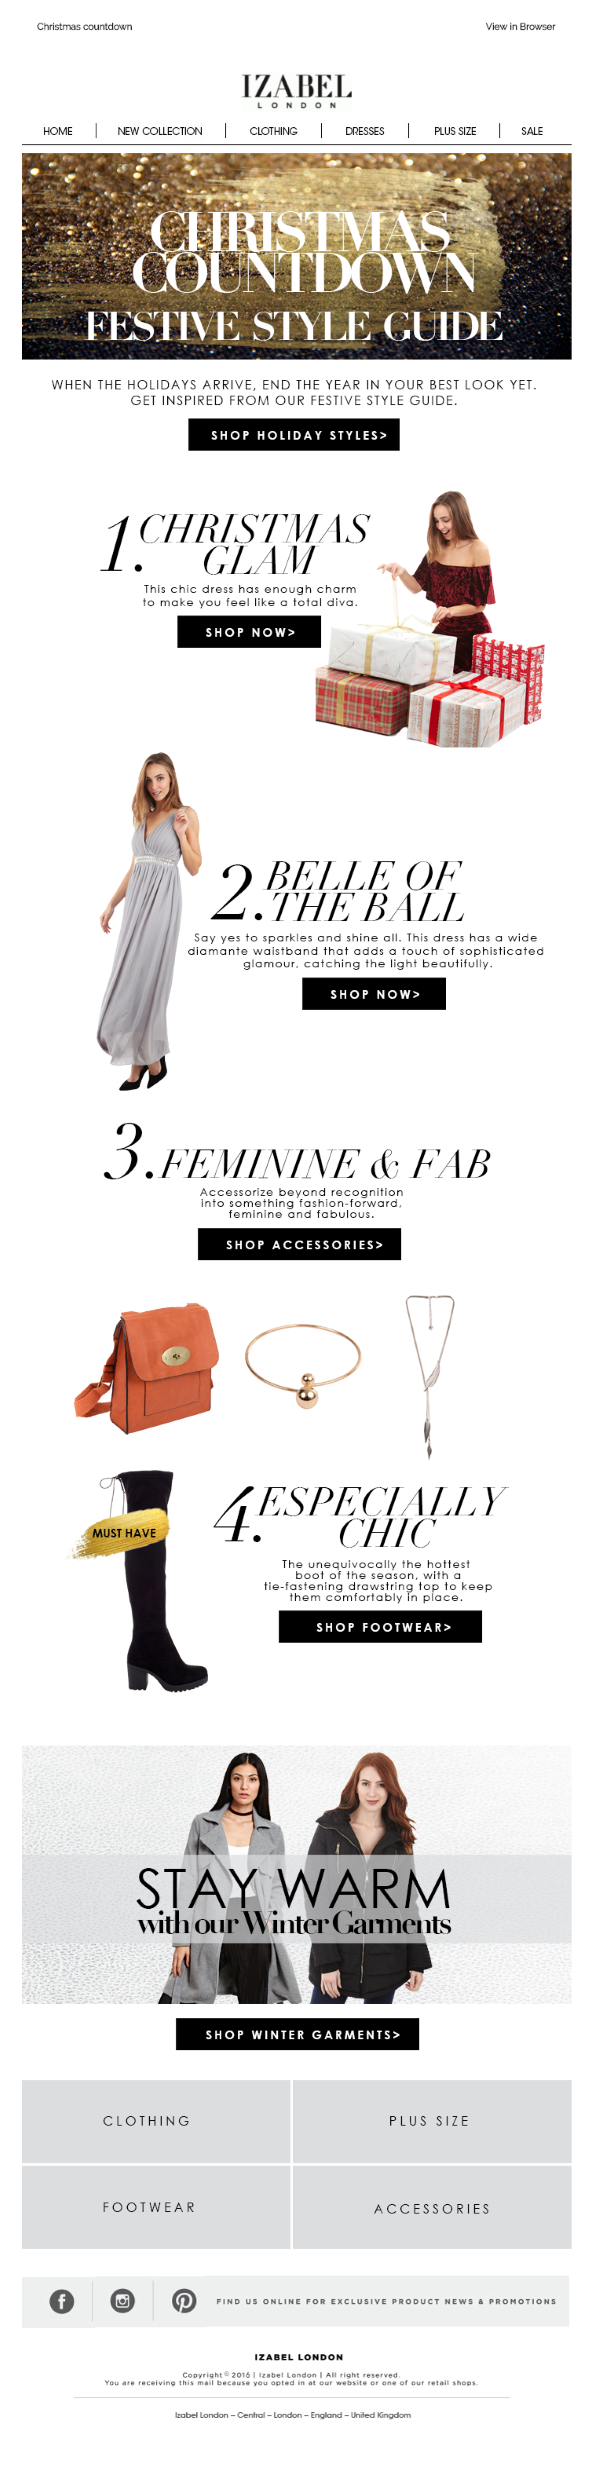 Christmas countdown
View in Browser
IZABEL
LONDON
HOME
NEW COLLECTION
CLOTHING
DRESSES
PLUS SIZE
SALE
CHRISTMAS
COUNTDOWN
FESTIVE STYLE GUIDE
WHEN THE HOLIDAYS ARRIVE, END THE YEAR IN YOUR BEST LOOK YET.
GET INSPIRED FROM OUR FESTIVE STYLE GUIDE.
SHOP HOLIDAY STYLES>
1. CHRISTMAS
GLAM
This chic dress has enough charm
to make you feel like a total diva.
SHOP NOW>
2. BELLE OF
THE BALL
Say yes to sparkles and shine all. This dress has a wide
diamante waistband that adds a touch of sophisticated
glamour, catching the light beautifully.
SHOP NOW>
3. FEMININE & FAB
Accessorize beyond recognition
into something fashion-forward,
feminine and fabulous.
SHOP ACCESSORIES>
MUST HAVE
4. ESPECIALLY
CHIC
The unequivocally the hottest
boot of the season, with a
tie-fastening drawstring top to keep
them comfortably in place.
SHOP FOOTWEAR>
STAY WARM
with our Winter Garments
SHOP WINTER GARMENTS>
CLOTHING
PLUS SIZE
FOOTWEAR
ACCESSORIES
FIND US ONLINE FOR EXCLUSIVE PRODUCT NEWS & PROMOTIONS
IZABEL LONDON
Copyright © 2016 | Izabel London | All right reserved.
You are receiving this mail because you opted in at our website or one of our retail shops.
Izabel London – Central – London – England – United Kingdom